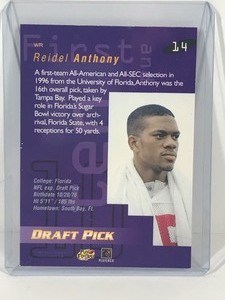 14
WR
Reidel Anthony
A first-team All-American and All-SEC selection in
1996 from the University of Florida, Anthony was the
16th overall pick, taken by
Tampa Bay. Played a key
role in Florida's Sugar
Bowl victory over arch-
rival, Florida State, with 4
receptions for 50 yards.
College: Florida
NFL exp. Draft Pick
Birthdate 10/20/76
Ht 5'11" / 185 lbs
Hometown: South Bay, FL
DRAFT PICK